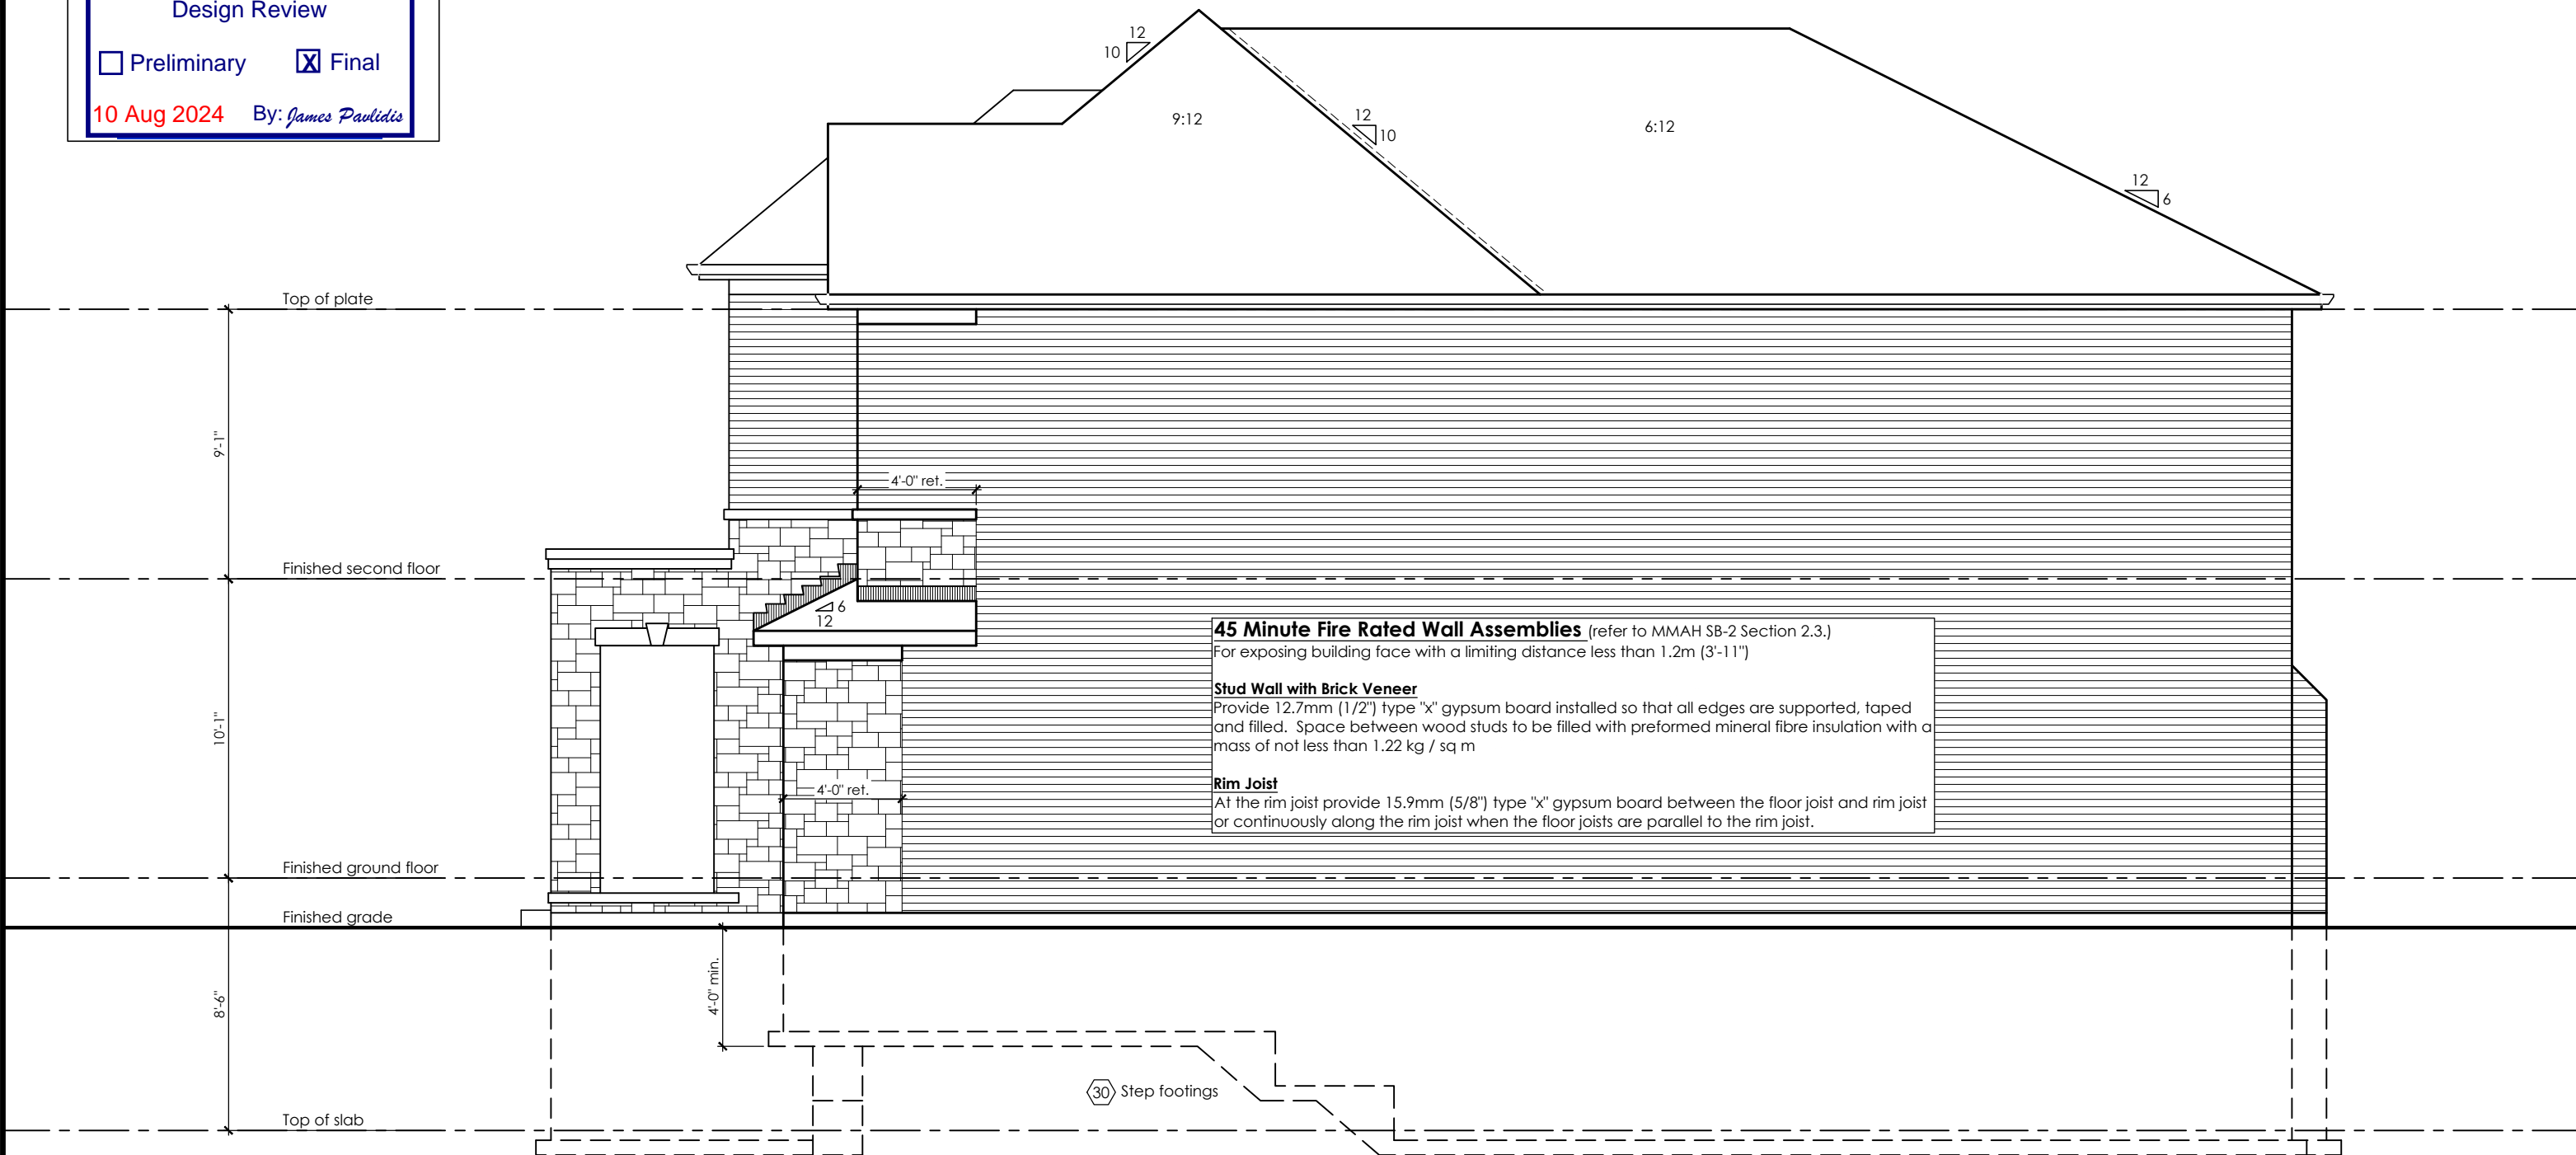 Design Review
Preliminary
X Final
10 Aug 2024 By: James Pavlidis
12
10
9:12
12
10
6:12
12
6
Top of plate
9'-1"
4'-0" ret.
Finished second floor
6
12
10'-1"
45 Minute Fire Rated Wall Assemblies (refer to MMAH SB-2 Section 2.3.)
For exposing building face with a limiting distance less than 1.2m (3'-11")
Stud Wall with Brick Veneer
Provide 12.7mm (1/2") type "x" gypsum board installed so that all edges are supported, taped
and filled. Space between wood studs to be filled with preformed mineral fibre insulation with a
mass of not less than 1.22 kg / sq m
Rim Joist
At the rim joist provide 15.9mm (5/8") type "x" gypsum board between the floor joist and rim joist
or continuously along the rim joist when the floor joists are parallel to the rim joist.
4'-0" ret.
Finished ground floor
Finished grade
8'-6"
4'-0" min.
30 Step footings
Top of slab